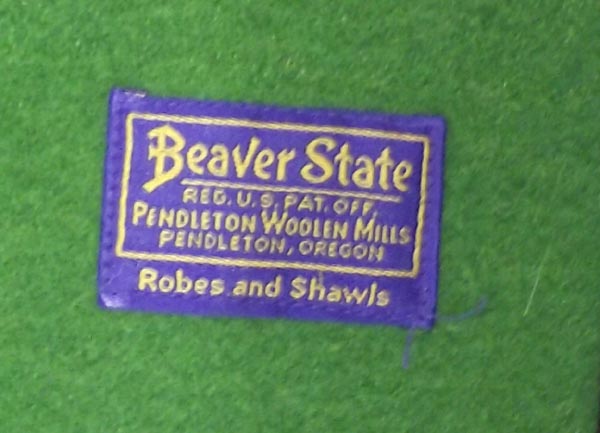 Beaver State
REG. U.S. PAT. OFF.
PENDLETON WOOLEN MILLS
PENDLETON, OREGON
Robes and Shawls